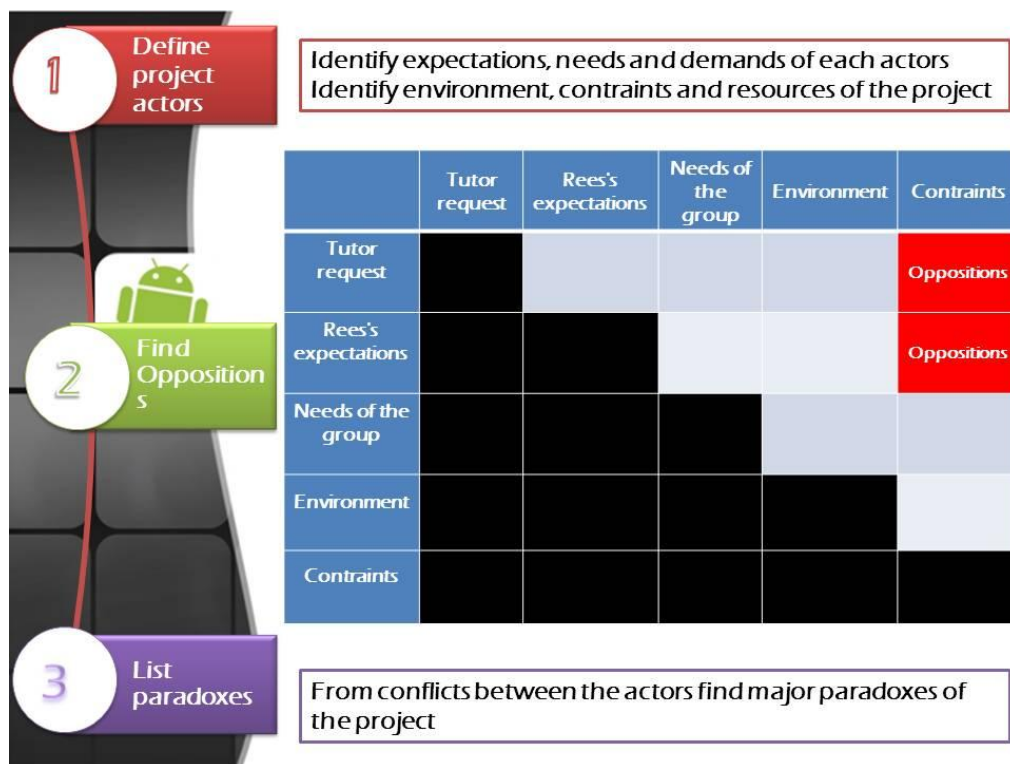 1
Define
project
actors
Identify expectations, needs and demands of each actors
Identify environment, contraints and resources of the project
Tutor
request
Rees's
expectations
Needs of
the
group
Environment
Contraints
Tutor
request
Oppositions
Rees's
expectations
Oppositions
2
Find
Opposition
s
Needs of the
group
Environment
Contraints
3
List
paradoxes
From conflicts between the actors find major paradoxes of
the project